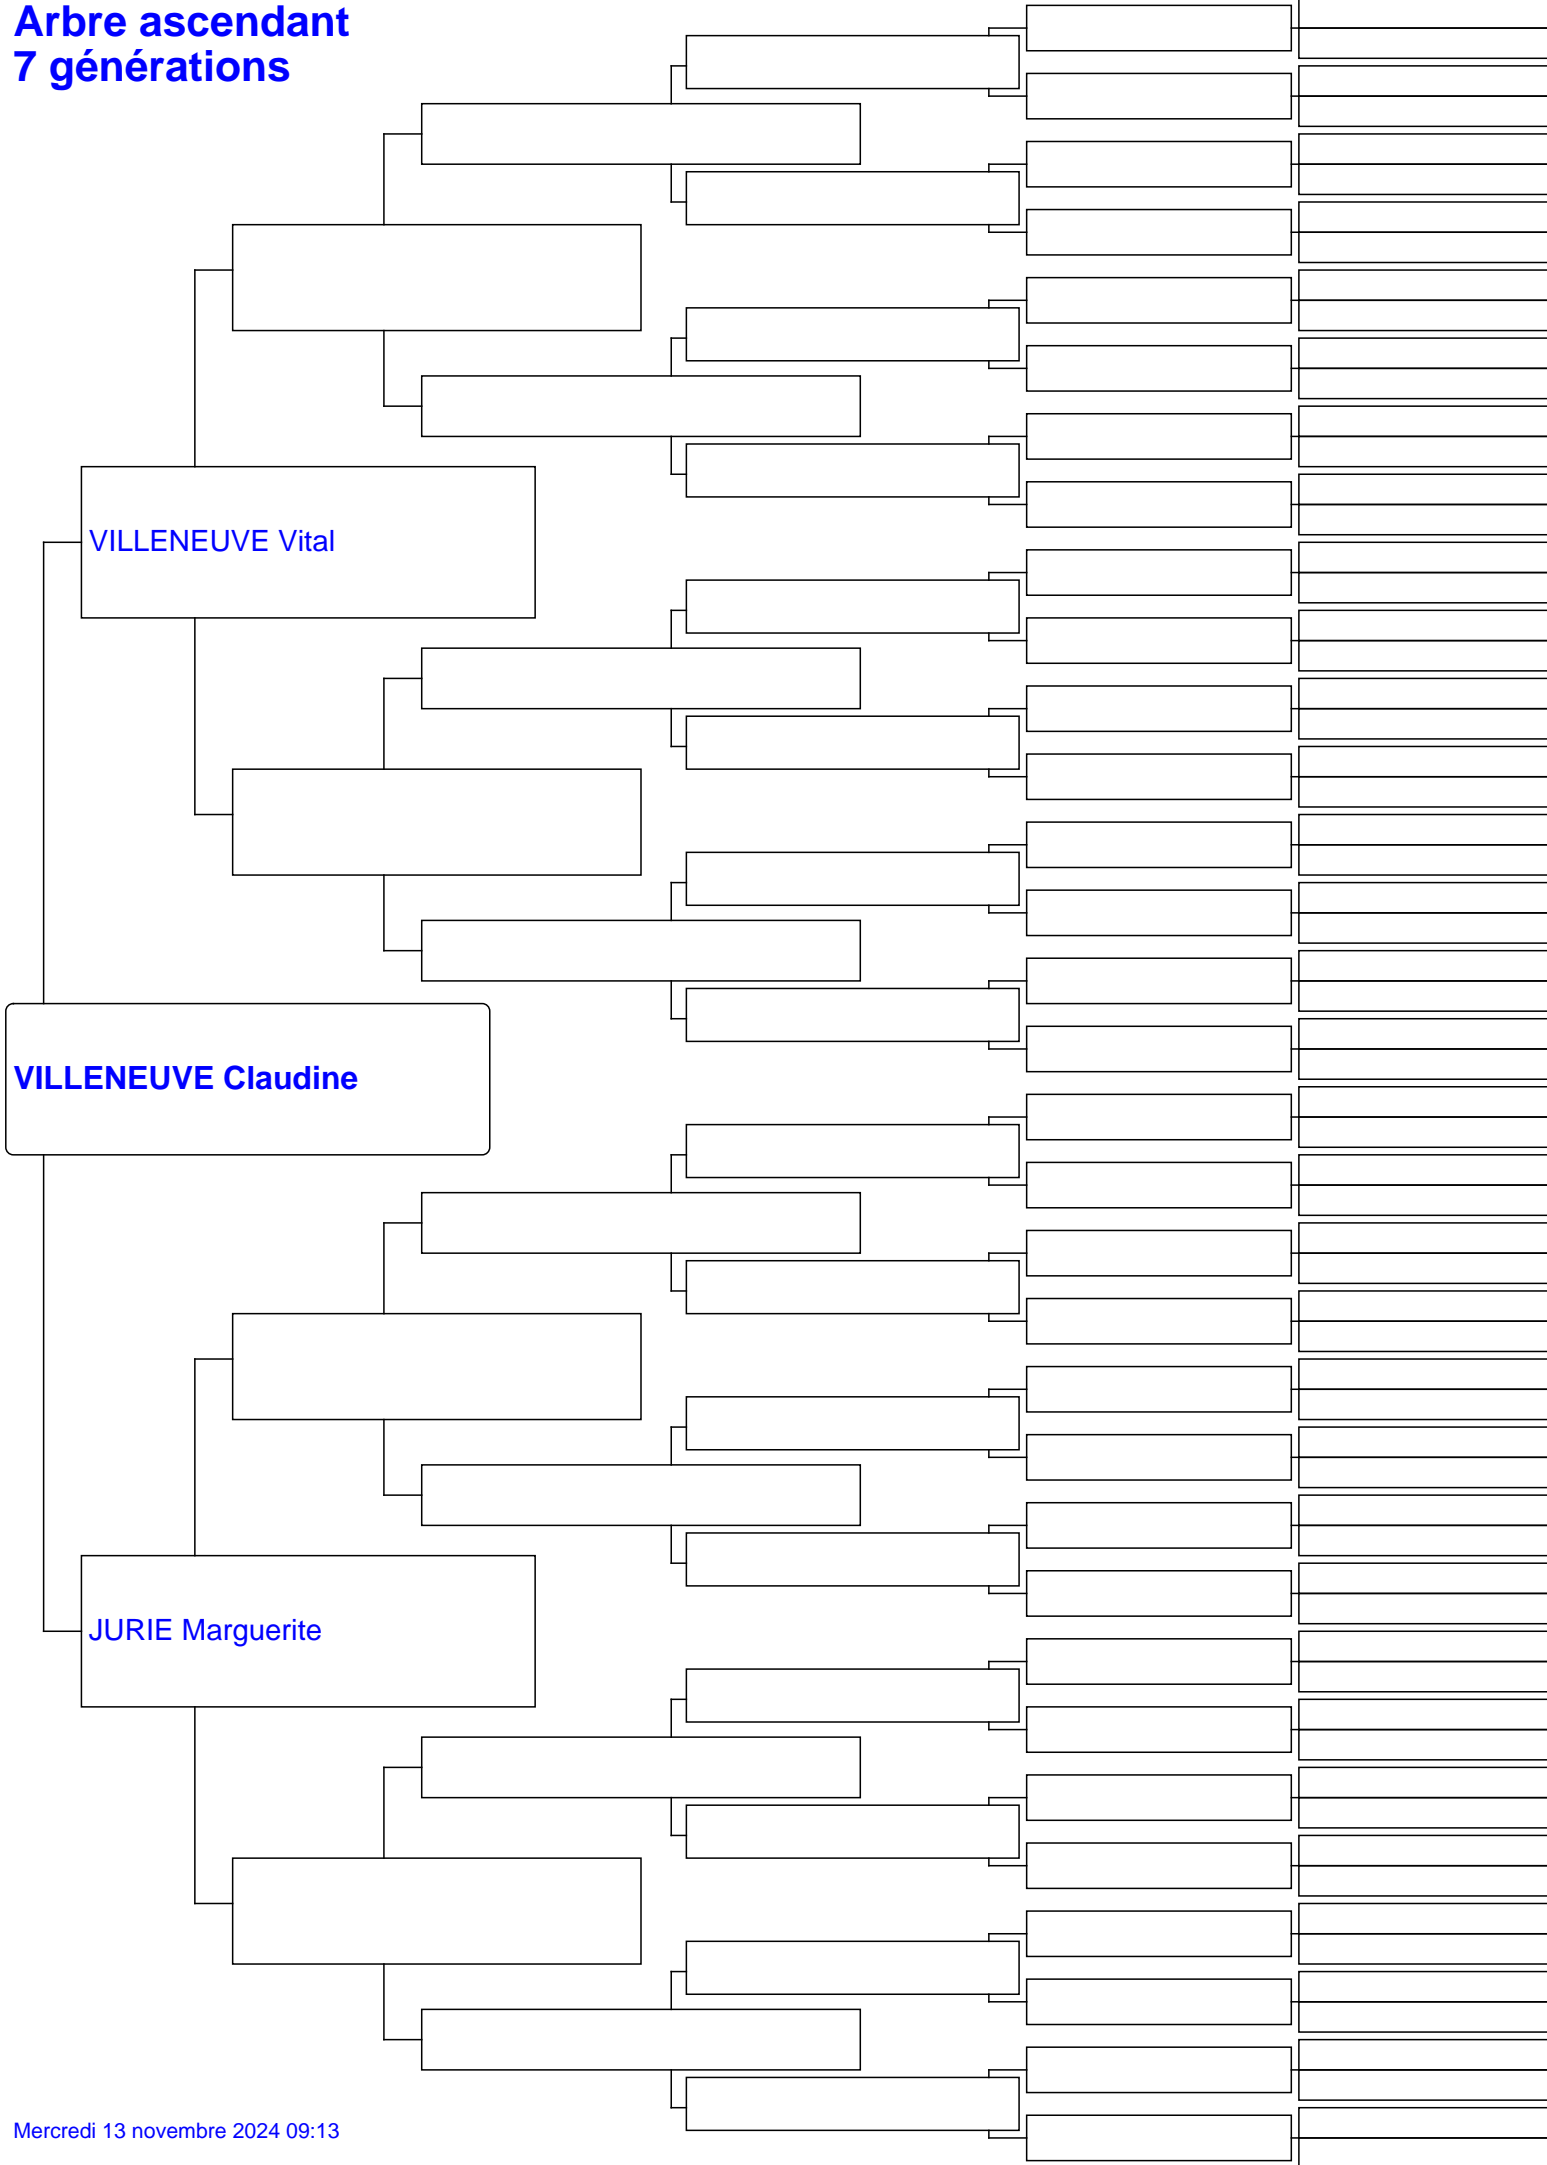 Arbre ascendant
7 générations
VILLENEUVE Vital
VILLENEUVE Claudine
JURIE Marguerite
Mercredi 13 novembre 2024 09:13